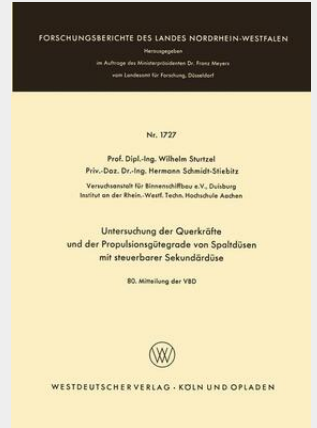 FORSCHUNGSBERICHTE DES LANDES NORDRHEIN-WESTFALEN
Herausgegeben
im Auftrage des Ministerpräsidenten Dr. Franz Meyers
vom Landesamt für Forschung, Düsseldorf
Nr. 1727
Prof. Dipl.-Ing. Wilhelm Sturtzel
Priv.-Doz. Dr.-Ing. Hermann Schmidt-Stiebitz
Versuchsanstalt für Binnenschiffbau e.V., Duisburg
Institut an der Rhein.-Westf. Techn. Hochschule Aachen
Untersuchung der Querkräfte
und der Propulsionsgütegrade von Spaltdüsen
mit steuerbarer Sekundärdüse
80. Mitteilung der VBD
W
WESTDEUTSCHER VERLAG · KÖLN UND OPLADEN